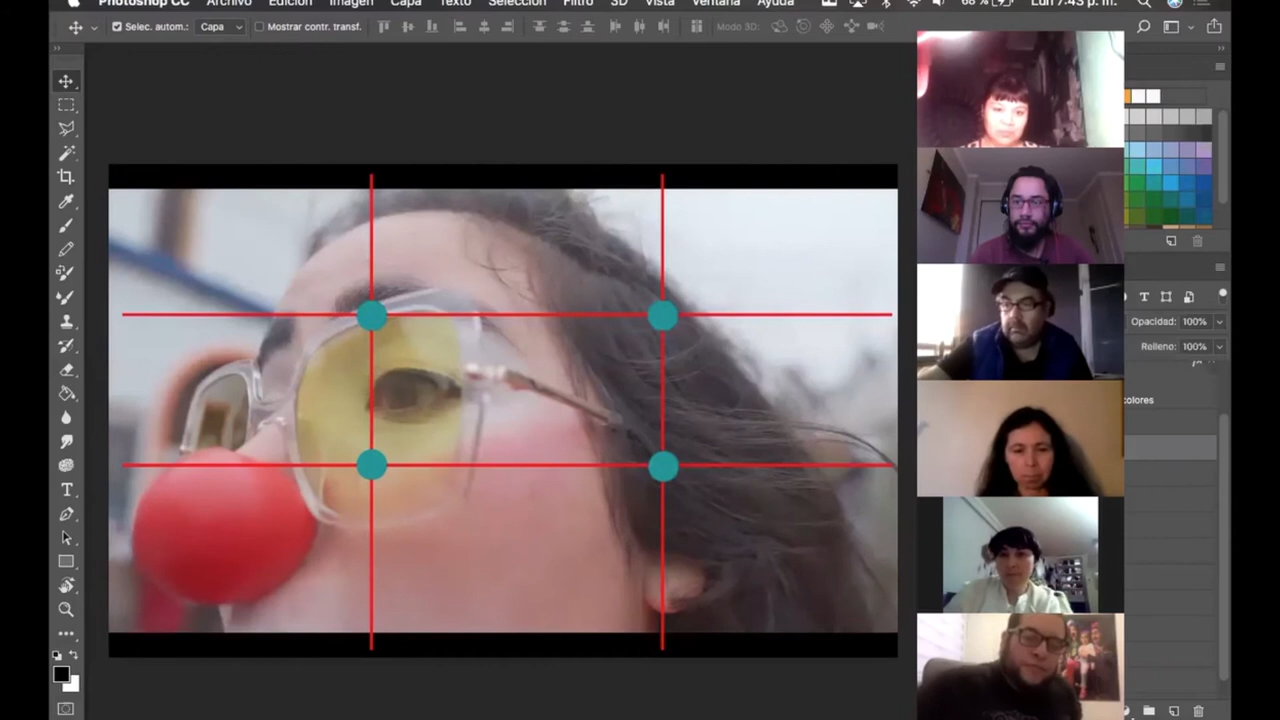 Photoshop CC Archivo Edición Imagen Capa Texto Selección Filtro 3D Vista Ventana Ayuda 68 % Lun 7:43 p. m.
Selec. autom.: Capa Mostrar contr. transf. Modo 3D:
T
Opacidad: 100%
Relleno: 100%
colores
T